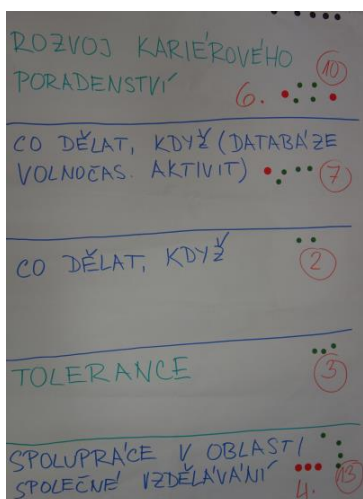 ROZVOJ KARIÉROVÉHO
PORADENSTVÍ 6. 10
CO DĚLAT, KDYŽ (DATABÁZE
VOLNOČAS. AKTIVIT) 7
CO DĚLAT, KDYŽ 2
TOLERANCE 3
SPOLUPRÁCE V OBLASTI
SPOLEČNÉ VZDĚLÁVÁNÍ 4. 13